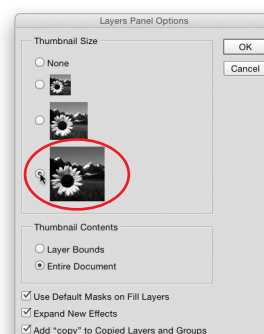 Layers Panel Options
Thumbnail Size
OK
None
Cancel
Thumbnail Contents
Layer Bounds
Entire Document
Use Default Masks on Fill Layers
Expand New Effects
Add “copy” to Copied Layers and Groups